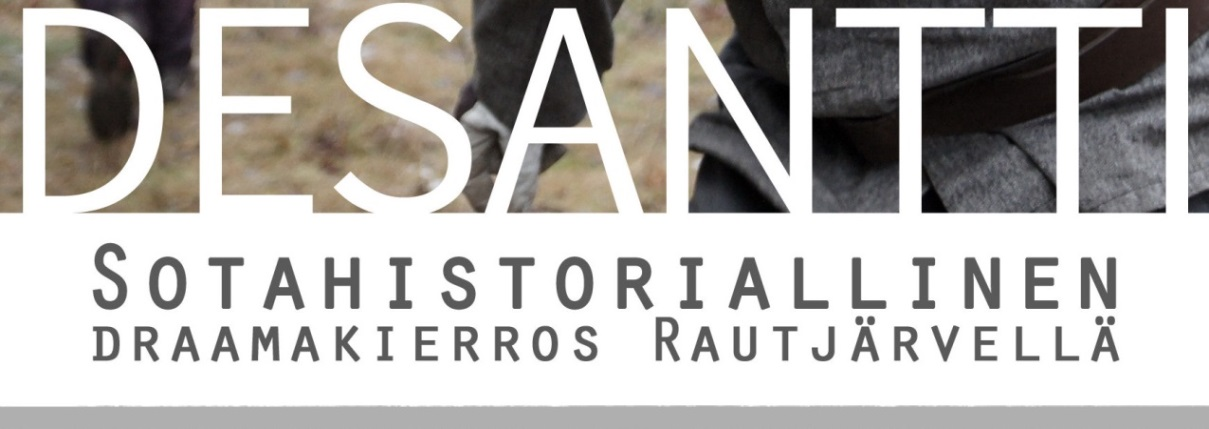 DESANTTI
Sotahistoriallinen
draamakierros Rautjärvellä